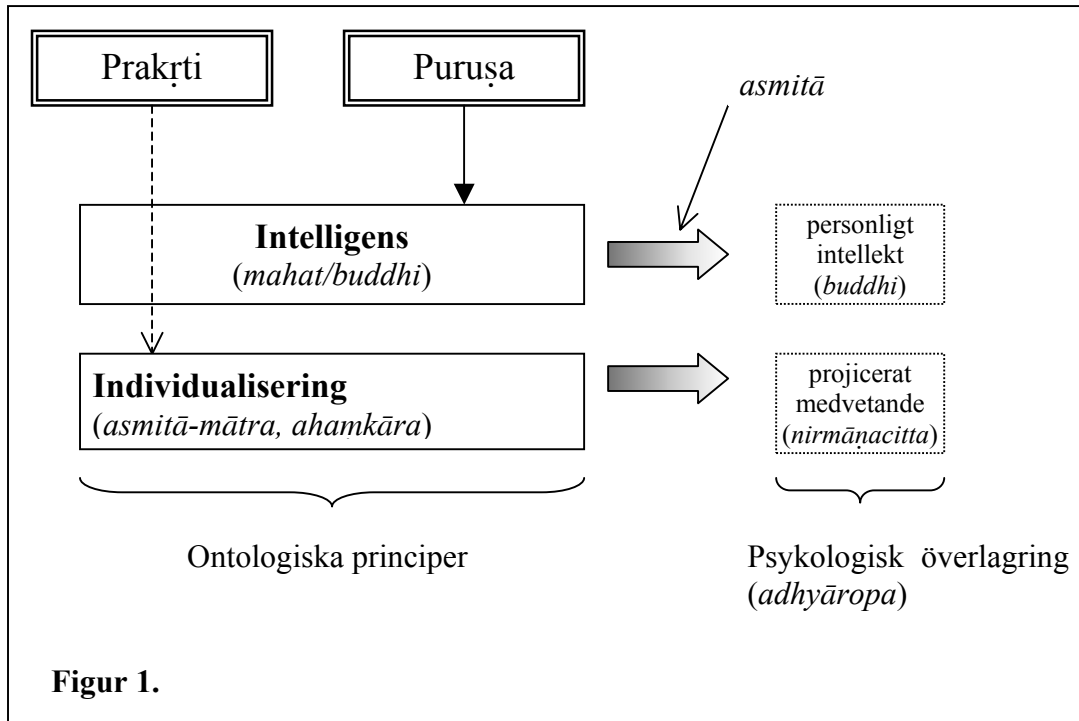 Prakṛti
Puruṣa
asmitā
Intelligens
(mahat/buddhi)
personligt
intellekt
(buddhi)
Individualisering
(asmitā-mātra, ahaṃkāra)
projicerat
medvetande
(nirmāṇacitta)
Ontologiska principer
Psykologisk överlagring
(adhyāropa)
Figur 1.